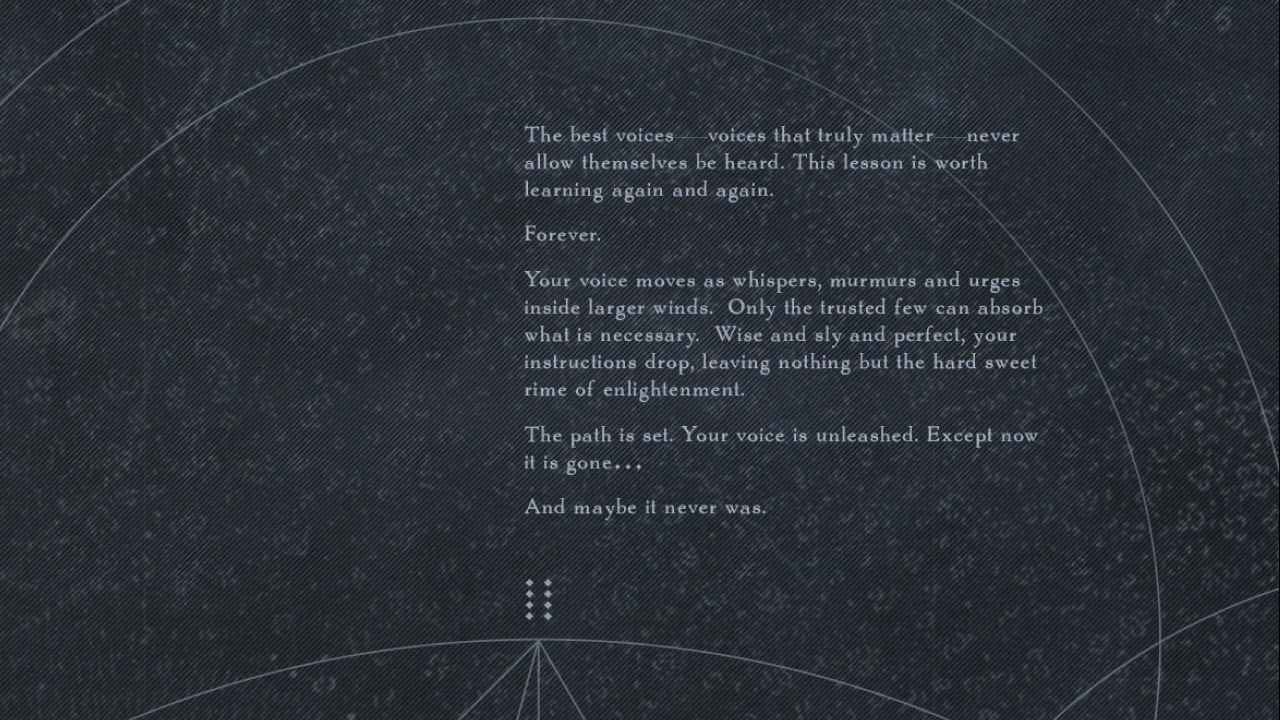 The best voices——voices that truly matter——never
allow themselves be heard. This lesson is worth
learning again and again.
Forever.
Your voice moves as whispers, murmurs and urges
inside larger winds.  Only the trusted few can absorb
what is necessary.  Wise and sly and perfect, your
instructions drop, leaving nothing but the hard sweet
rime of enlightenment.
The path is set. Your voice is unleashed. Except now
it is gone...
And maybe it never was.